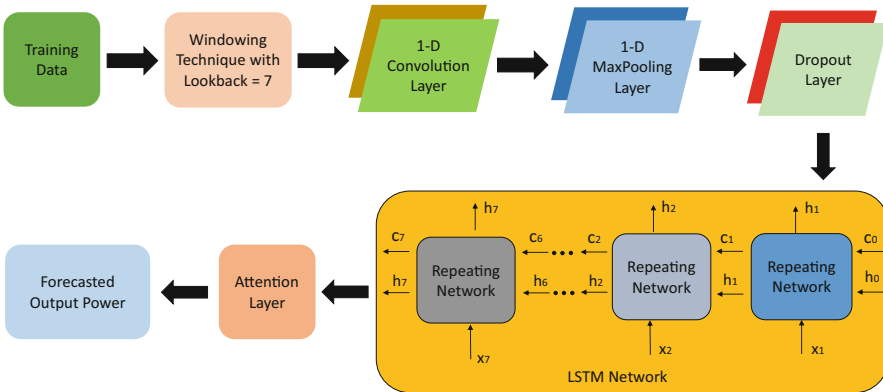 Training
Data
Windowing
Technique with
Lookback = 7
1-D
Convolution
Layer
1-D
MaxPooling
Layer
Dropout
Layer
h7
h2
h1
C7
C6
C2
C1
C0
Repeating
Network
Repeating
Network
Repeating
Network
h7
h6
h2
h1
h0
x7
x2
x1
LSTM Network
Attention
Layer
Forecasted
Output Power